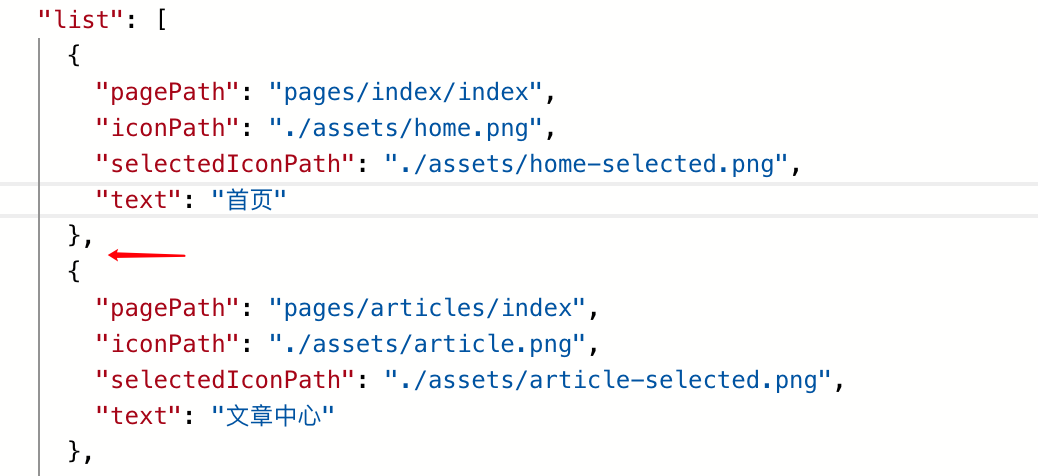 "list": [
{
"pagePath": "pages/index/index",
"iconPath": "./assets/home.png",
"selectedIconPath": "./assets/home-selected.png",
"text": "首页"
},
{
"pagePath": "pages/articles/index",
"iconPath": "./assets/article.png",
"selectedIconPath": "./assets/article-selected.png",
"text": "文章中心"
},